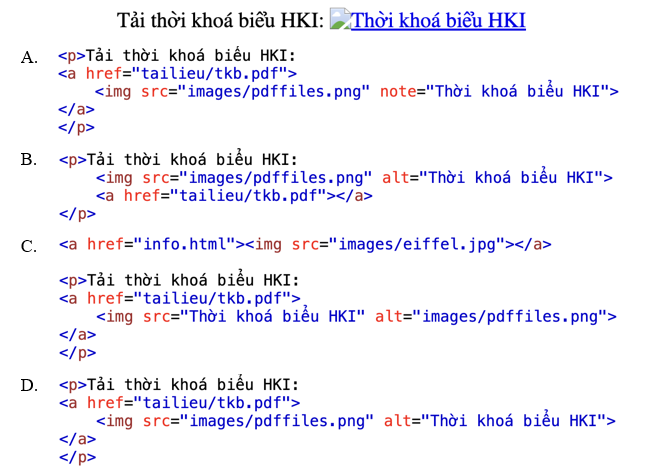 Tải thời khoá biểu HKI: Thời khoá biểu HKI
A. <p>Tải thời khoá biểu HKI:
<a href="tailieu/tkb.pdf">
<img src="images/pdffiles.png" note="Thời khoá biểu HKI">
</a>
</p>
B. <p>Tải thời khoá biểu HKI:
<img src="images/pdffiles.png" alt="Thời khoá biểu HKI">
<a href="tailieu/tkb.pdf"></a>
</p>
C. <a href="info.html"><img src="images/eiffel.jpg"></a>
<p>Tải thời khoá biểu HKI:
<a href="tailieu/tkb.pdf">
<img src="Thời khoá biểu HKI" alt="images/pdffiles.png">
</a>
</p>
D. <p>Tải thời khoá biểu HKI:
<a href="tailieu/tkb.pdf">
<img src="images/pdffiles.png" alt="Thời khoá biểu HKI">
</a>
</p>